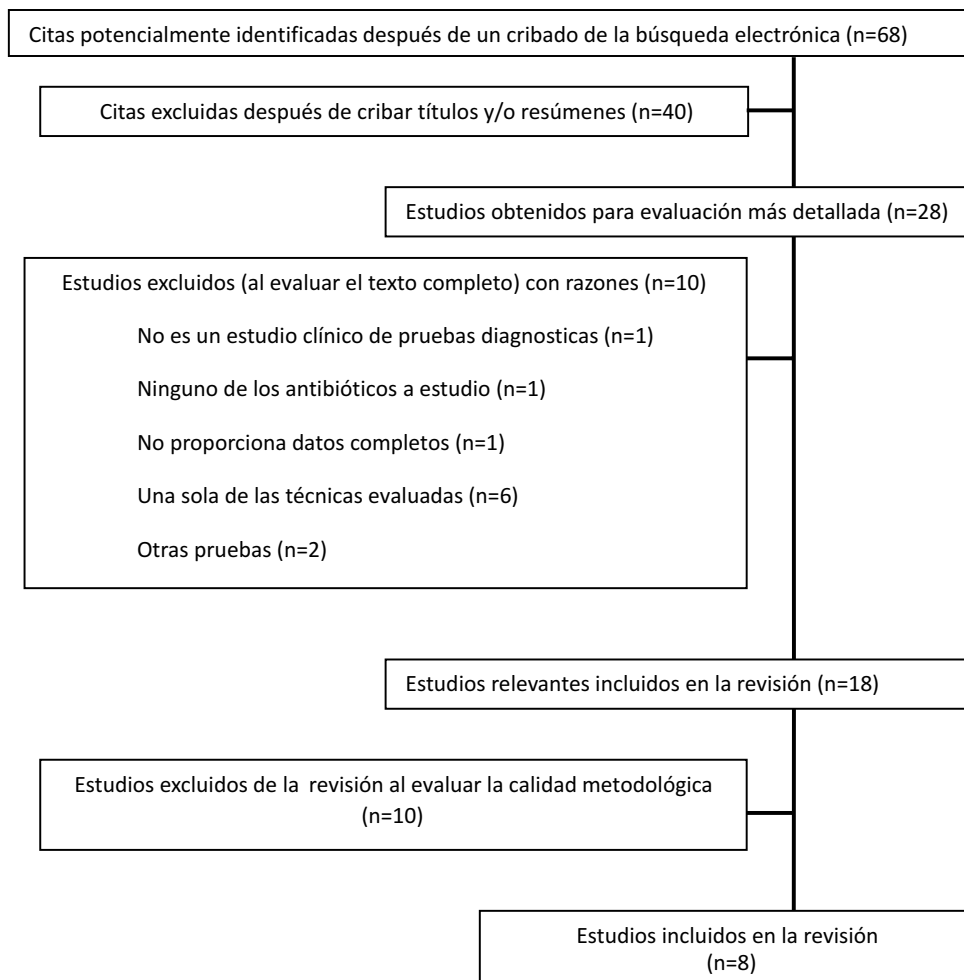 Citas potencialmente identificadas después de un cribado de la búsqueda electrónica (n=68)
Citas excluidas después de cribar títulos y/o resúmenes (n=40)
Estudios obtenidos para evaluación más detallada (n=28)
Estudios excluidos (al evaluar el texto completo) con razones (n=10)
No es un estudio clínico de pruebas diagnosticas (n=1)
Ninguno de los antibióticos a estudio (n=1)
No proporciona datos completos (n=1)
Una sola de las técnicas evaluadas (n=6)
Otras pruebas (n=2)
Estudios relevantes incluidos en la revisión (n=18)
Estudios excluidos de la revisión al evaluar la calidad metodológica
(n=10)
Estudios incluidos en la revisión
(n=8)